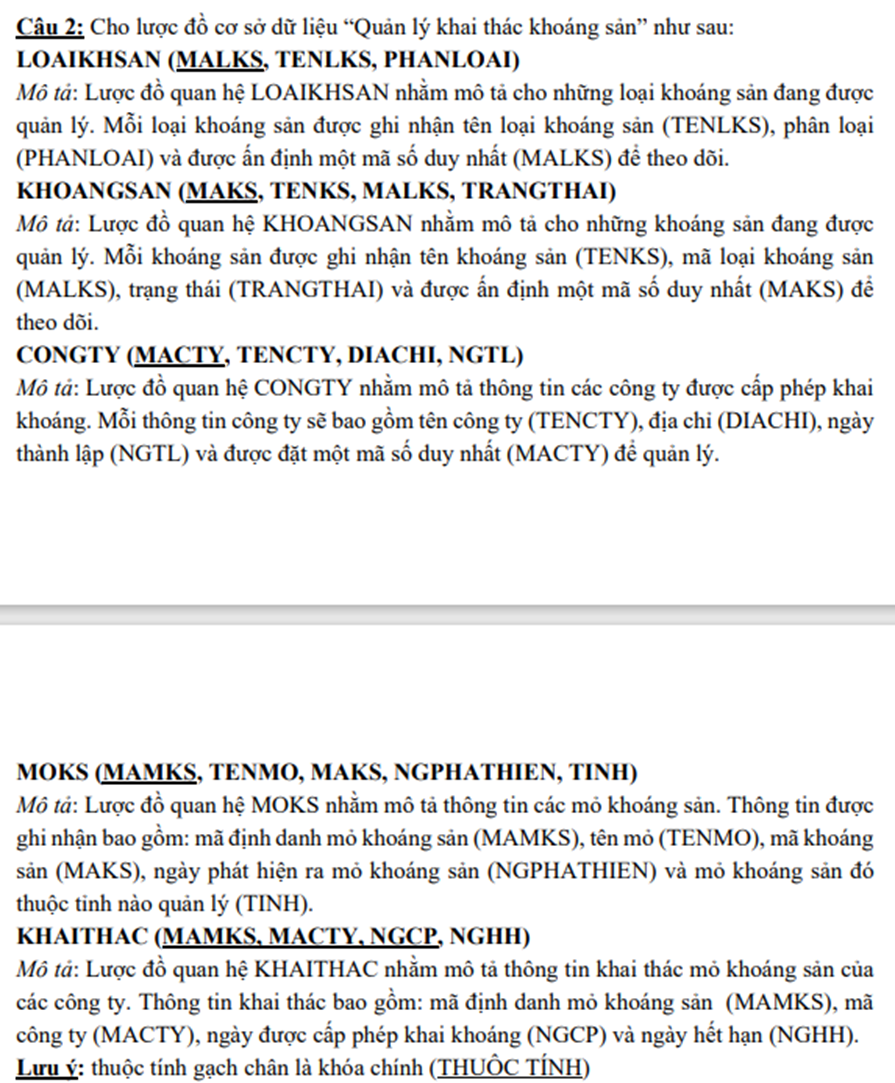 Câu 2: Cho lược đồ cơ sở dữ liệu “Quản lý khai thác khoáng sản” như sau:
LOAIKHSAN (MALKS, TENLKS, PHANLOAI)
Mô tả: Lược đồ quan hệ LOAIKHSAN nhằm mô tả cho những loại khoáng sản đang được
quản lý. Mỗi loại khoáng sản được ghi nhận tên loại khoáng sản (TENLKS), phân loại
(PHANLOAI) và được ấn định một mã số duy nhất (MALKS) để theo dõi.
KHOANGSAN (MAKS, TENKS, MALKS, TRANGTHAI)
Mô tả: Lược đồ quan hệ KHOANGSAN nhằm mô tả cho những khoáng sản đang được
quản lý. Mỗi khoáng sản được ghi nhận tên khoáng sản (TENKS), mã loại khoáng sản
(MALKS), trạng thái (TRANGTHAI) và được ấn định một mã số duy nhất (MAKS) để
theo dõi.
CONGTY (MACTY, TENCTY, DIACHI, NGTL)
Mô tả: Lược đồ quan hệ CONGTY nhằm mô tả thông tin các công ty được cấp phép khai
khoáng. Mỗi thông tin công ty sẽ bao gồm tên công ty (TENCTY), địa chỉ (DIACHI), ngày
thành lập (NGTL) và được đặt một mã số duy nhất (MACTY) để quản lý.
MOKS (MAMKS, TENMO, MAKS, NGPHATHIEN, TINH)
Mô tả: Lược đồ quan hệ MOKS nhằm mô tả thông tin các mỏ khoáng sản. Thông tin được
ghi nhận bao gồm: mã định danh mỏ khoáng sản (MAMKS), tên mỏ (TENMO), mã khoáng
sản (MAKS), ngày phát hiện ra mỏ khoáng sản (NGPHATHIEN) và mỏ khoáng sản đó
thuộc tỉnh nào quản lý (TINH).
KHAITHAC (MAMKS, MACTY, NGCP, NGHH)
Mô tả: Lược đồ quan hệ KHAITHAC nhằm mô tả thông tin khai thác mỏ khoáng sản của
các công ty. Thông tin khai thác bao gồm: mã định danh mỏ khoáng sản (MAMKS), mã
công ty (MACTY), ngày được cấp phép khai khoáng (NGCP) và ngày hết hạn (NGHH).
Lưu ý: thuộc tính gạch chân là khóa chính (THUỘC TÍNH)